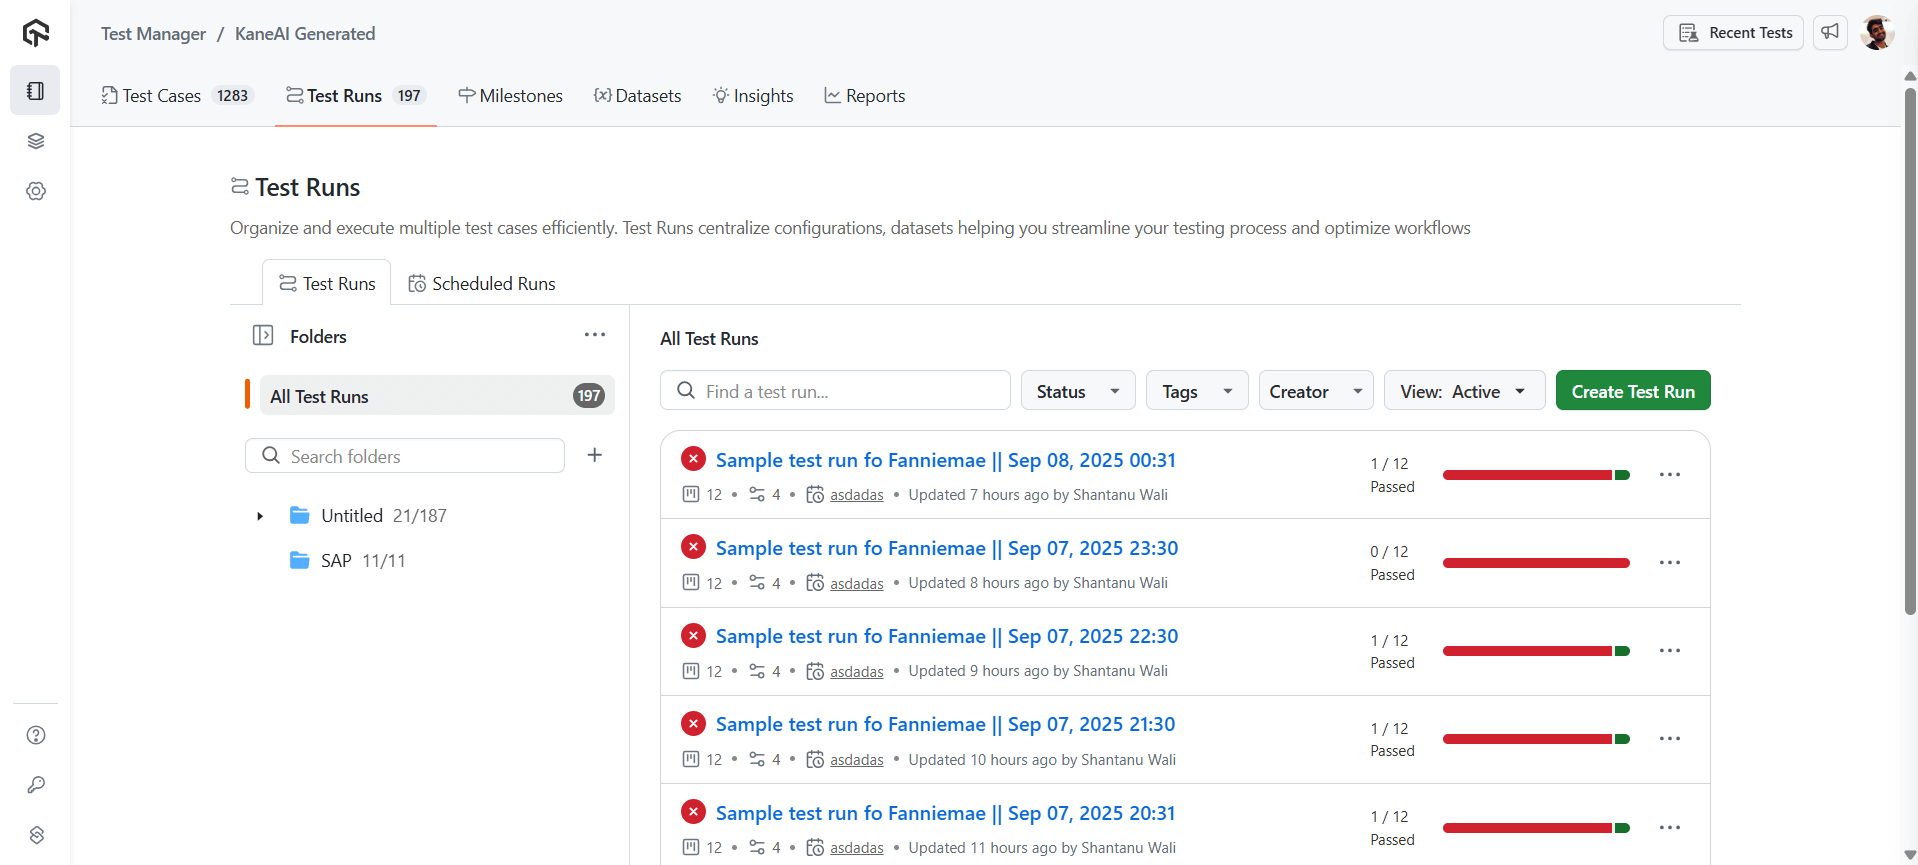 Test Manager / KaneAI Generated
Recent Tests
Test Cases 1283 Test Runs 197 Milestones Datasets Insights Reports
Test Runs
Organize and execute multiple test cases efficiently. Test Runs centralize configurations, datasets helping you streamline your testing process and optimize workflows
Test Runs Scheduled Runs
Folders
All Test Runs 197
Search folders
Untitled 21/187
SAP 11/11
All Test Runs
Find a test run... Status Tags Creator View: Active Create Test Run
Sample test run fo Fanniemae || Sep 08, 2025 00:31
12 • 4 • asdadas • Updated 7 hours ago by Shantanu Wali
1 / 12
Passed
Sample test run fo Fanniemae || Sep 07, 2025 23:30
12 • 4 • asdadas • Updated 8 hours ago by Shantanu Wali
0 / 12
Passed
Sample test run fo Fanniemae || Sep 07, 2025 22:30
12 • 4 • asdadas • Updated 9 hours ago by Shantanu Wali
1 / 12
Passed
Sample test run fo Fanniemae || Sep 07, 2025 21:30
12 • 4 • asdadas • Updated 10 hours ago by Shantanu Wali
1 / 12
Passed
Sample test run fo Fanniemae || Sep 07, 2025 20:31
12 • 4 • asdadas • Updated 11 hours ago by Shantanu Wali
1 / 12
Passed